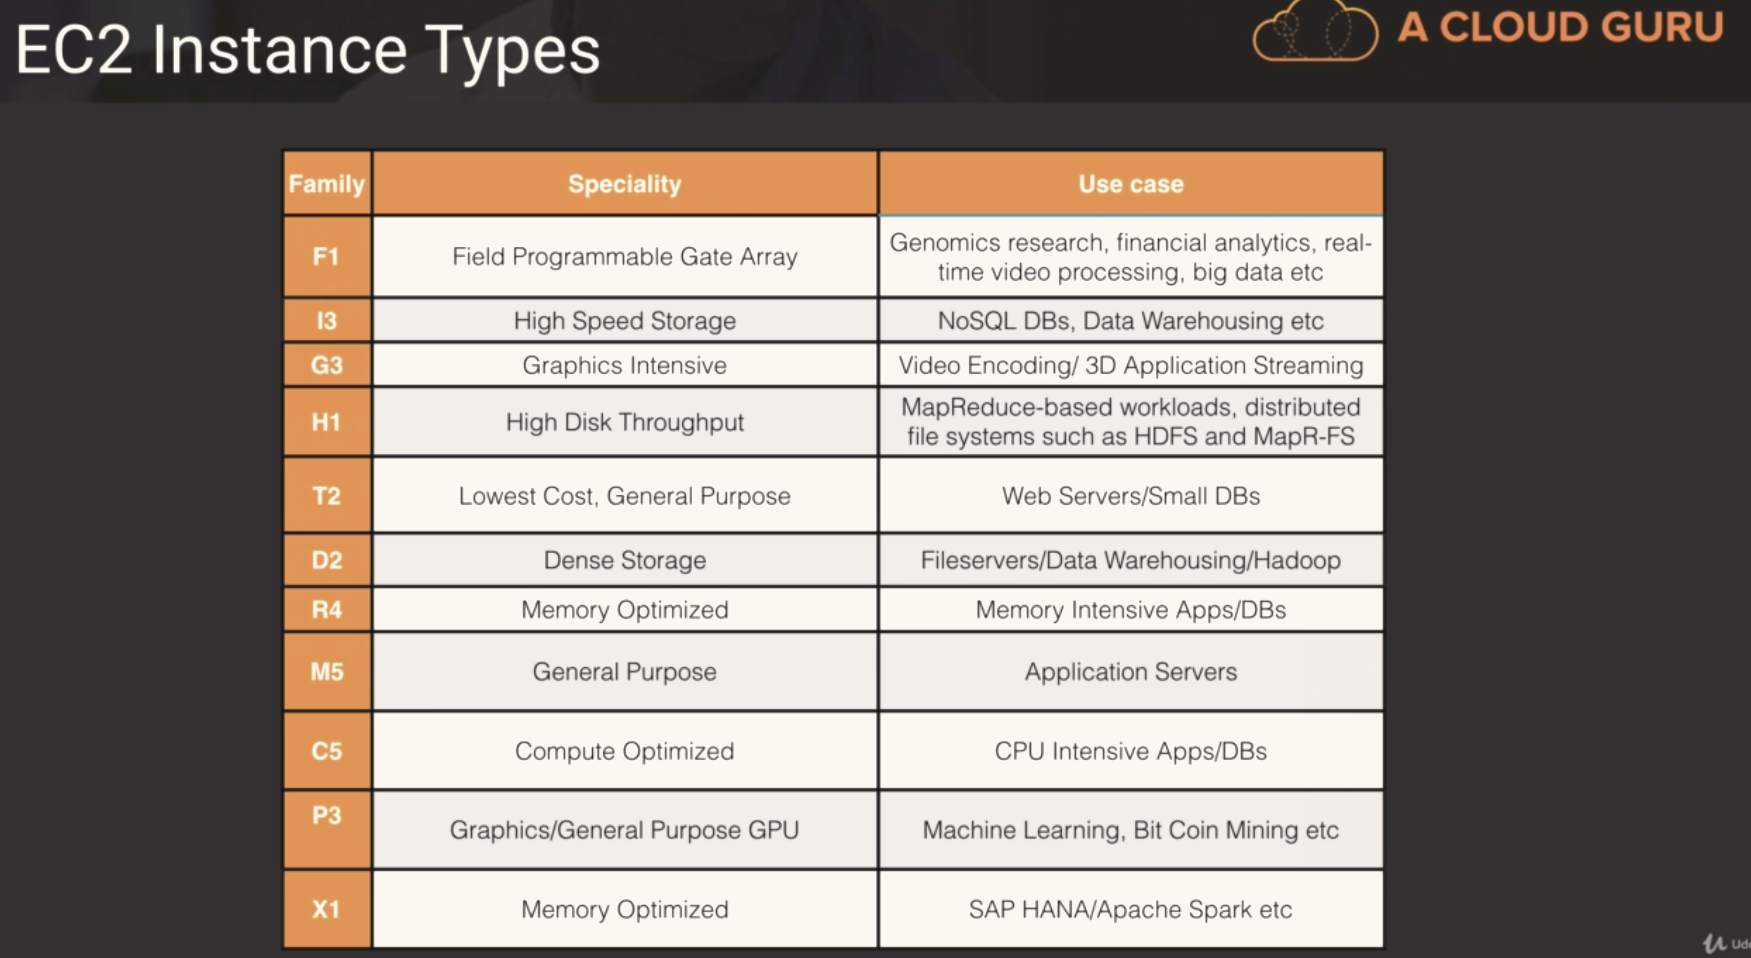 EC2 Instance Types
A CLOUD GURU
Family Speciality Use case
F1 Field Programmable Gate Array Genomics research, financial analytics, real-
time video processing, big data etc
I3 High Speed Storage NoSQL DBs, Data Warehousing etc
G3 Graphics Intensive Video Encoding/ 3D Application Streaming
H1 High Disk Throughput MapReduce-based workloads, distributed
file systems such as HDFS and MapR-FS
T2 Lowest Cost, General Purpose Web Servers/Small DBs
D2 Dense Storage Fileservers/Data Warehousing/Hadoop
R4 Memory Optimized Memory Intensive Apps/DBs
M5 General Purpose Application Servers
C5 Compute Optimized CPU Intensive Apps/DBs
P3 Graphics/General Purpose GPU Machine Learning, Bit Coin Mining etc
X1 Memory Optimized SAP HANA/Apache Spark etc